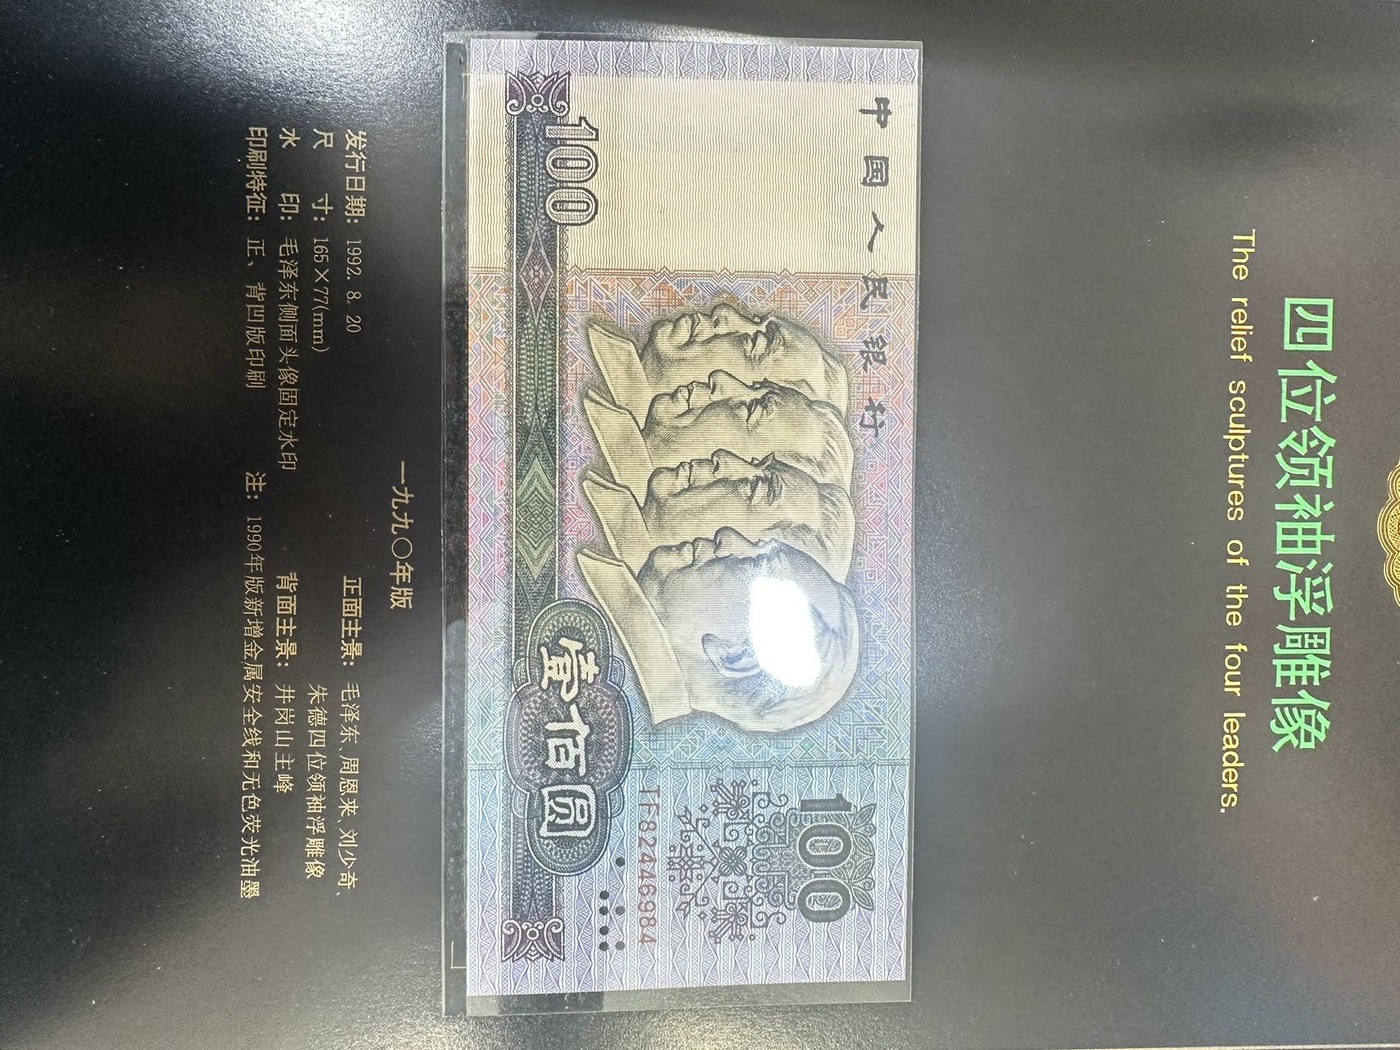 四位领袖浮雕像
The relief sculptures of the four leaders.
中国人民银行
100
TF82446984
100
壹佰圆
一九九〇年版
发行日期：1992. 8. 20
尺 寸：165×77(mm)
水 印：毛泽东侧面头像固定水印
印刷特征：正、背凹版印刷
正面主景：毛泽东、周恩来、刘少奇、
朱德四位领袖浮雕像
背面主景：井岗山主峰
注：1990年版新增金属安全线和无色荧光油墨